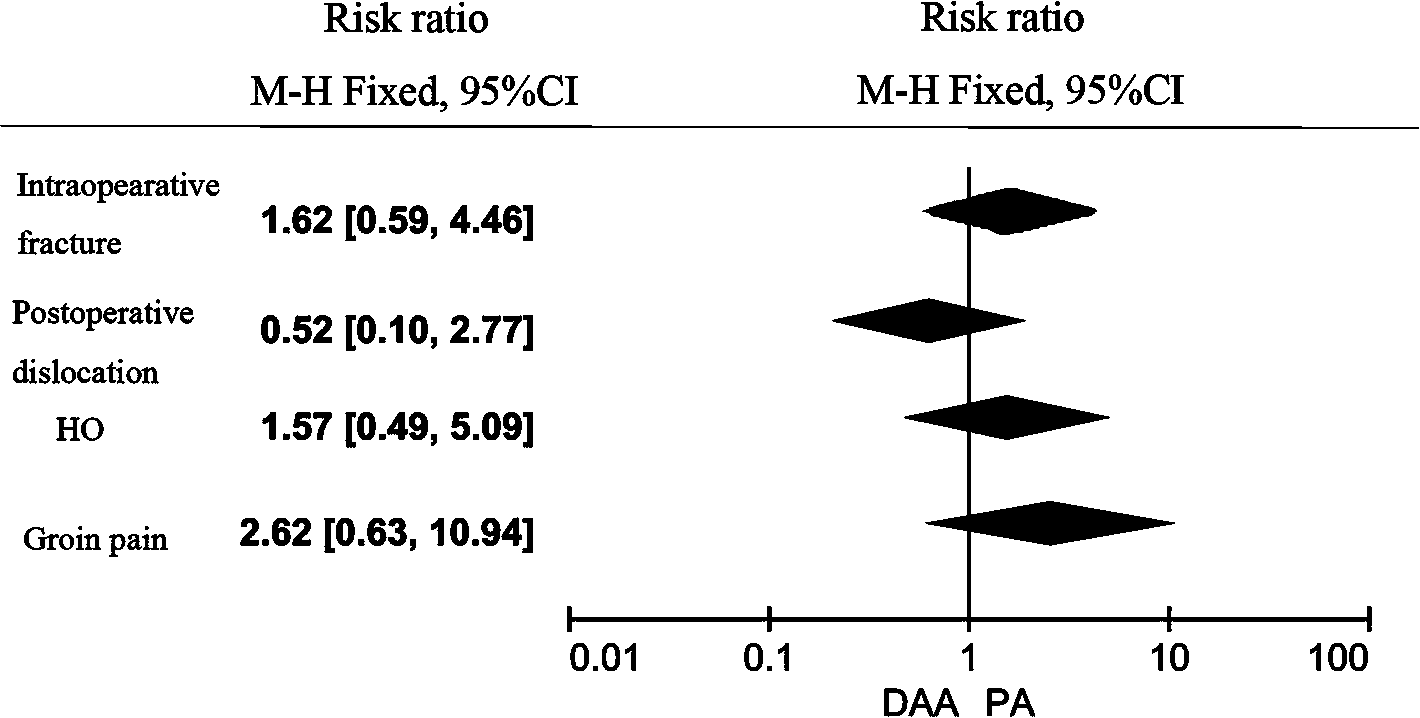 Risk ratio Risk ratio
M-H Fixed, 95%CI M-H Fixed, 95%CI
Intraopearative
fracture
1.62 [0.59, 4.46]
Postoperative
dislocation
0.52 [0.10, 2.77]
HO 1.57 [0.49, 5.09]
Groin pain 2.62 [0.63, 10.94]
0.01 0.1 1 10 100
DAA PA